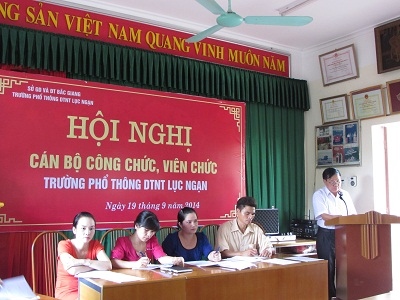 SẢN VIỆT NAM QUANG VINH MUÔN NĂM
SỞ GD VÀ ĐT BẮC GIANG
TRƯỜNG PHỔ THÔNG DTNT LỤC NGẠN
HỘI NGHỊ
CÁN BỘ CÔNG CHỨC, VIÊN CHỨC
TRƯỜNG PHỔ THÔNG DTNT LỤC NGẠN
Ngày 19 tháng 9 năm 2014